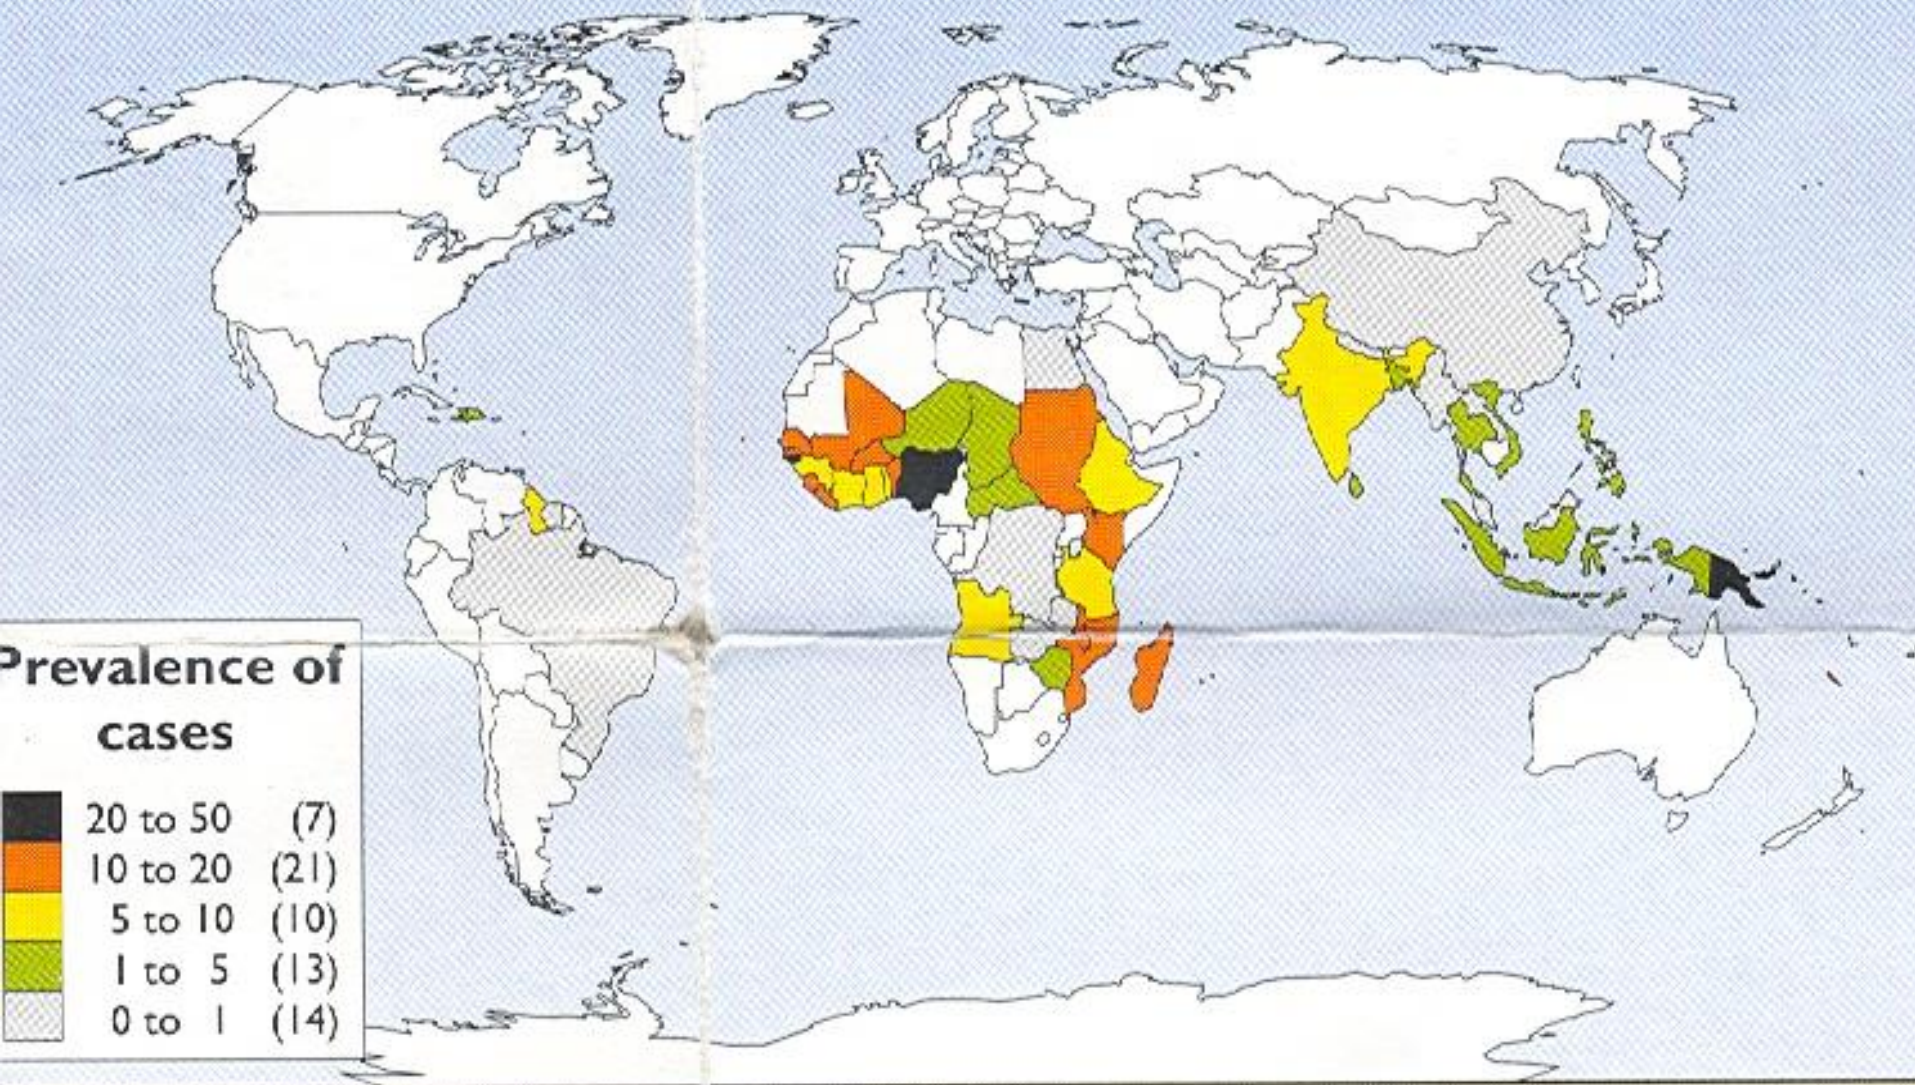 Prevalence of
cases
20 to 50 (7)
10 to 20 (21)
5 to 10 (10)
1 to 5 (13)
0 to 1 (14)